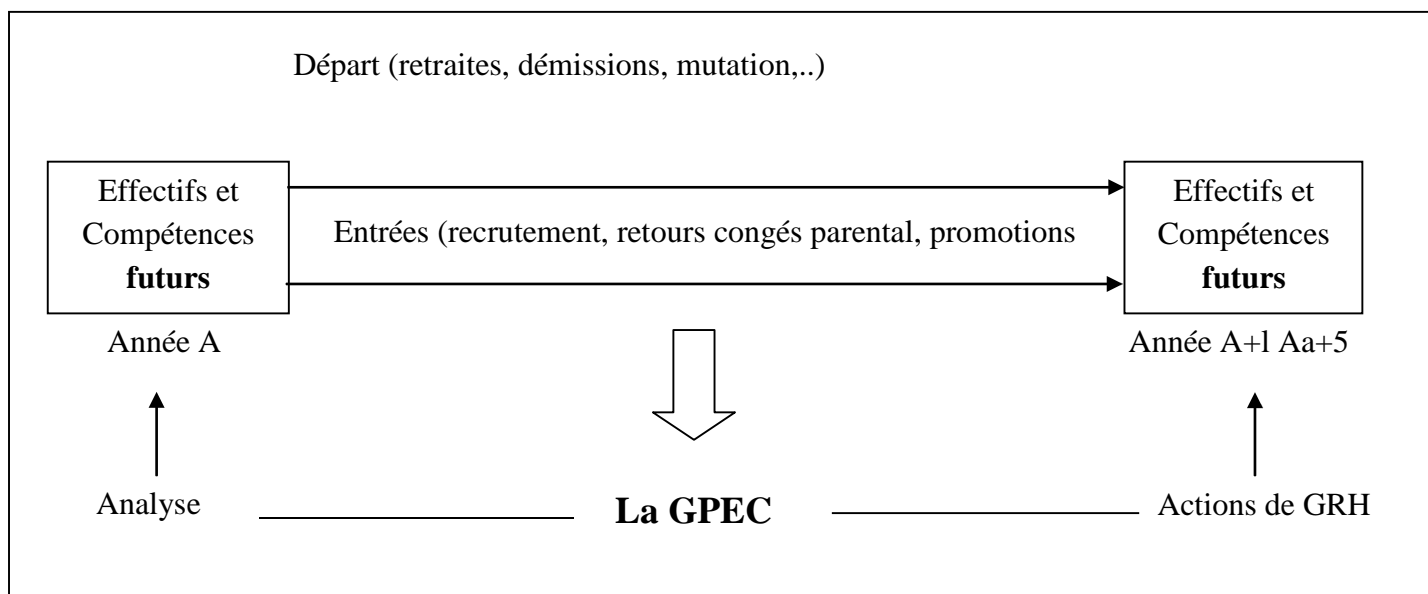 Départ (retraites, démissions, mutation,..)
Effectifs et
Compétences
futurs
Entrées (recrutement, retours congés parental, promotions
Effectifs et
Compétences
futurs
Année A
Année A+l Aa+5
Analyse
La GPEC
Actions de GRH